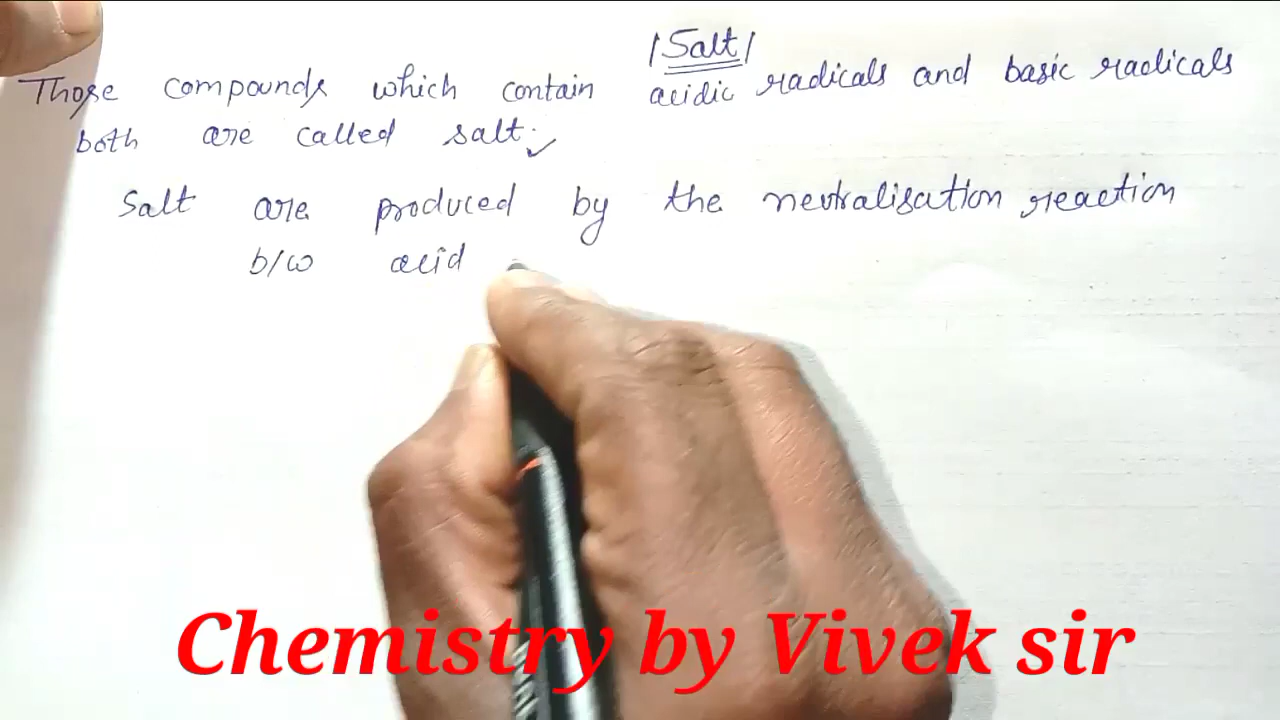 |Salt|
Those compounds which contain acidic radicals and basic radicals
both are called salt.
Salt are produced by the neutralisation reaction
b/w acid
Chemistry by Vivek sir